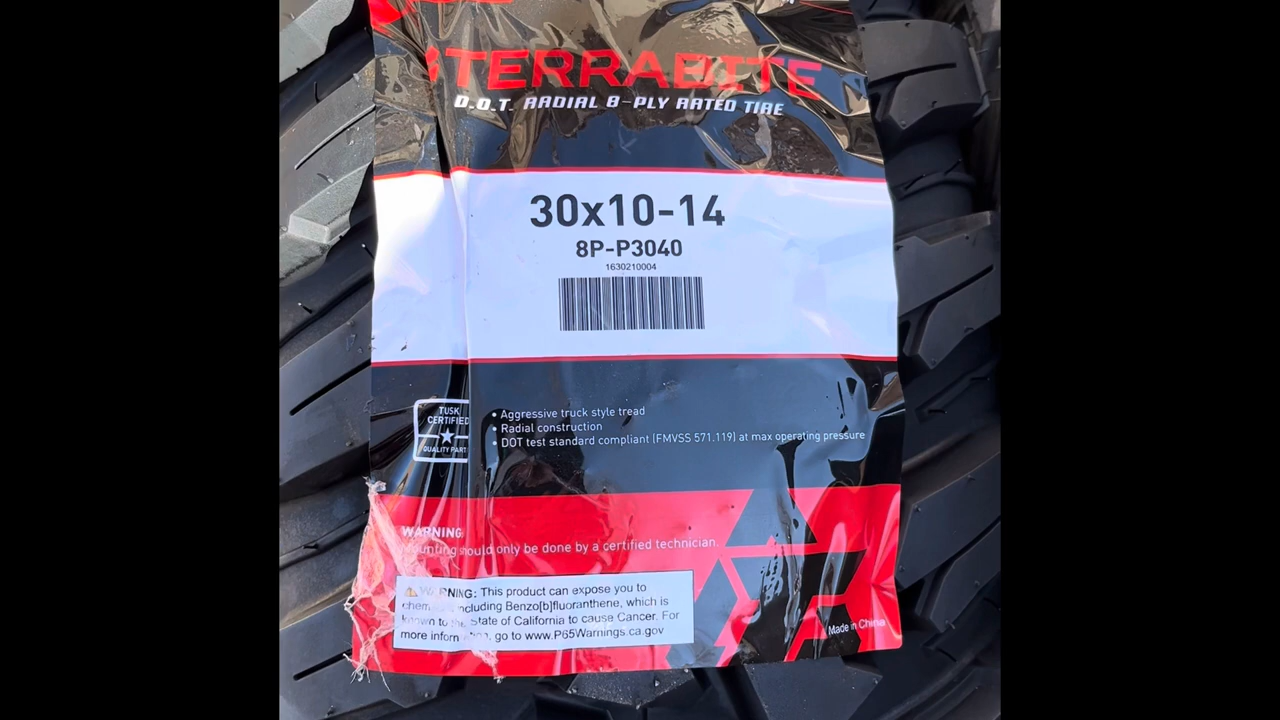 TERRABITE
D.O.T. RADIAL 8-PLY RATED TIRE
30x10-14
8P-P3040
1630210004
TUSK
CERTIFIED
QUALITY PART
• Aggressive truck style tread
• Radial construction
• DOT test standard compliant (FMVSS 571.119) at max operating pressure
WARNING
Mounting should only be done by a certified technician.
WARNING: This product can expose you to
including Benzo[b]fluoranthene, which is
known to the State of California to cause Cancer. For
more information, go to www.P65Warnings.ca.gov
Made in China